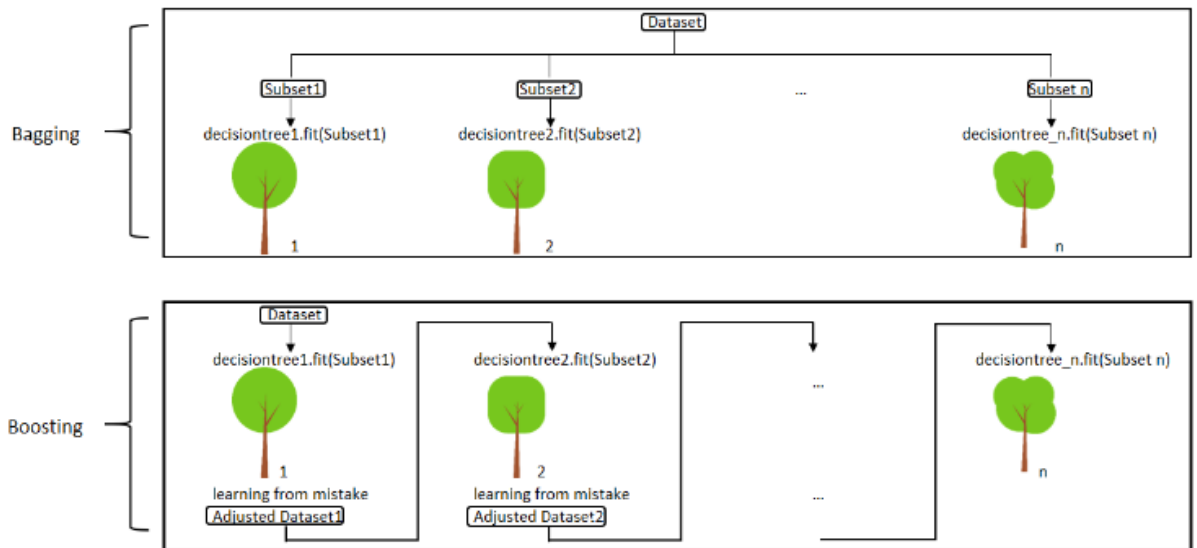 Dataset
Subset1 Subset2 ... Subset n
Bagging
decisiontree1.fit(Subset1) decisiontree2.fit(Subset2) decisiontree_n.fit(Subset n)
1 2 n
Dataset
decisiontree1.fit(Subset1) decisiontree2.fit(Subset2) decisiontree_n.fit(Subset n)
...
Boosting
1 2 n
learning from mistake learning from mistake ...
Adjusted Dataset1 Adjusted Dataset2